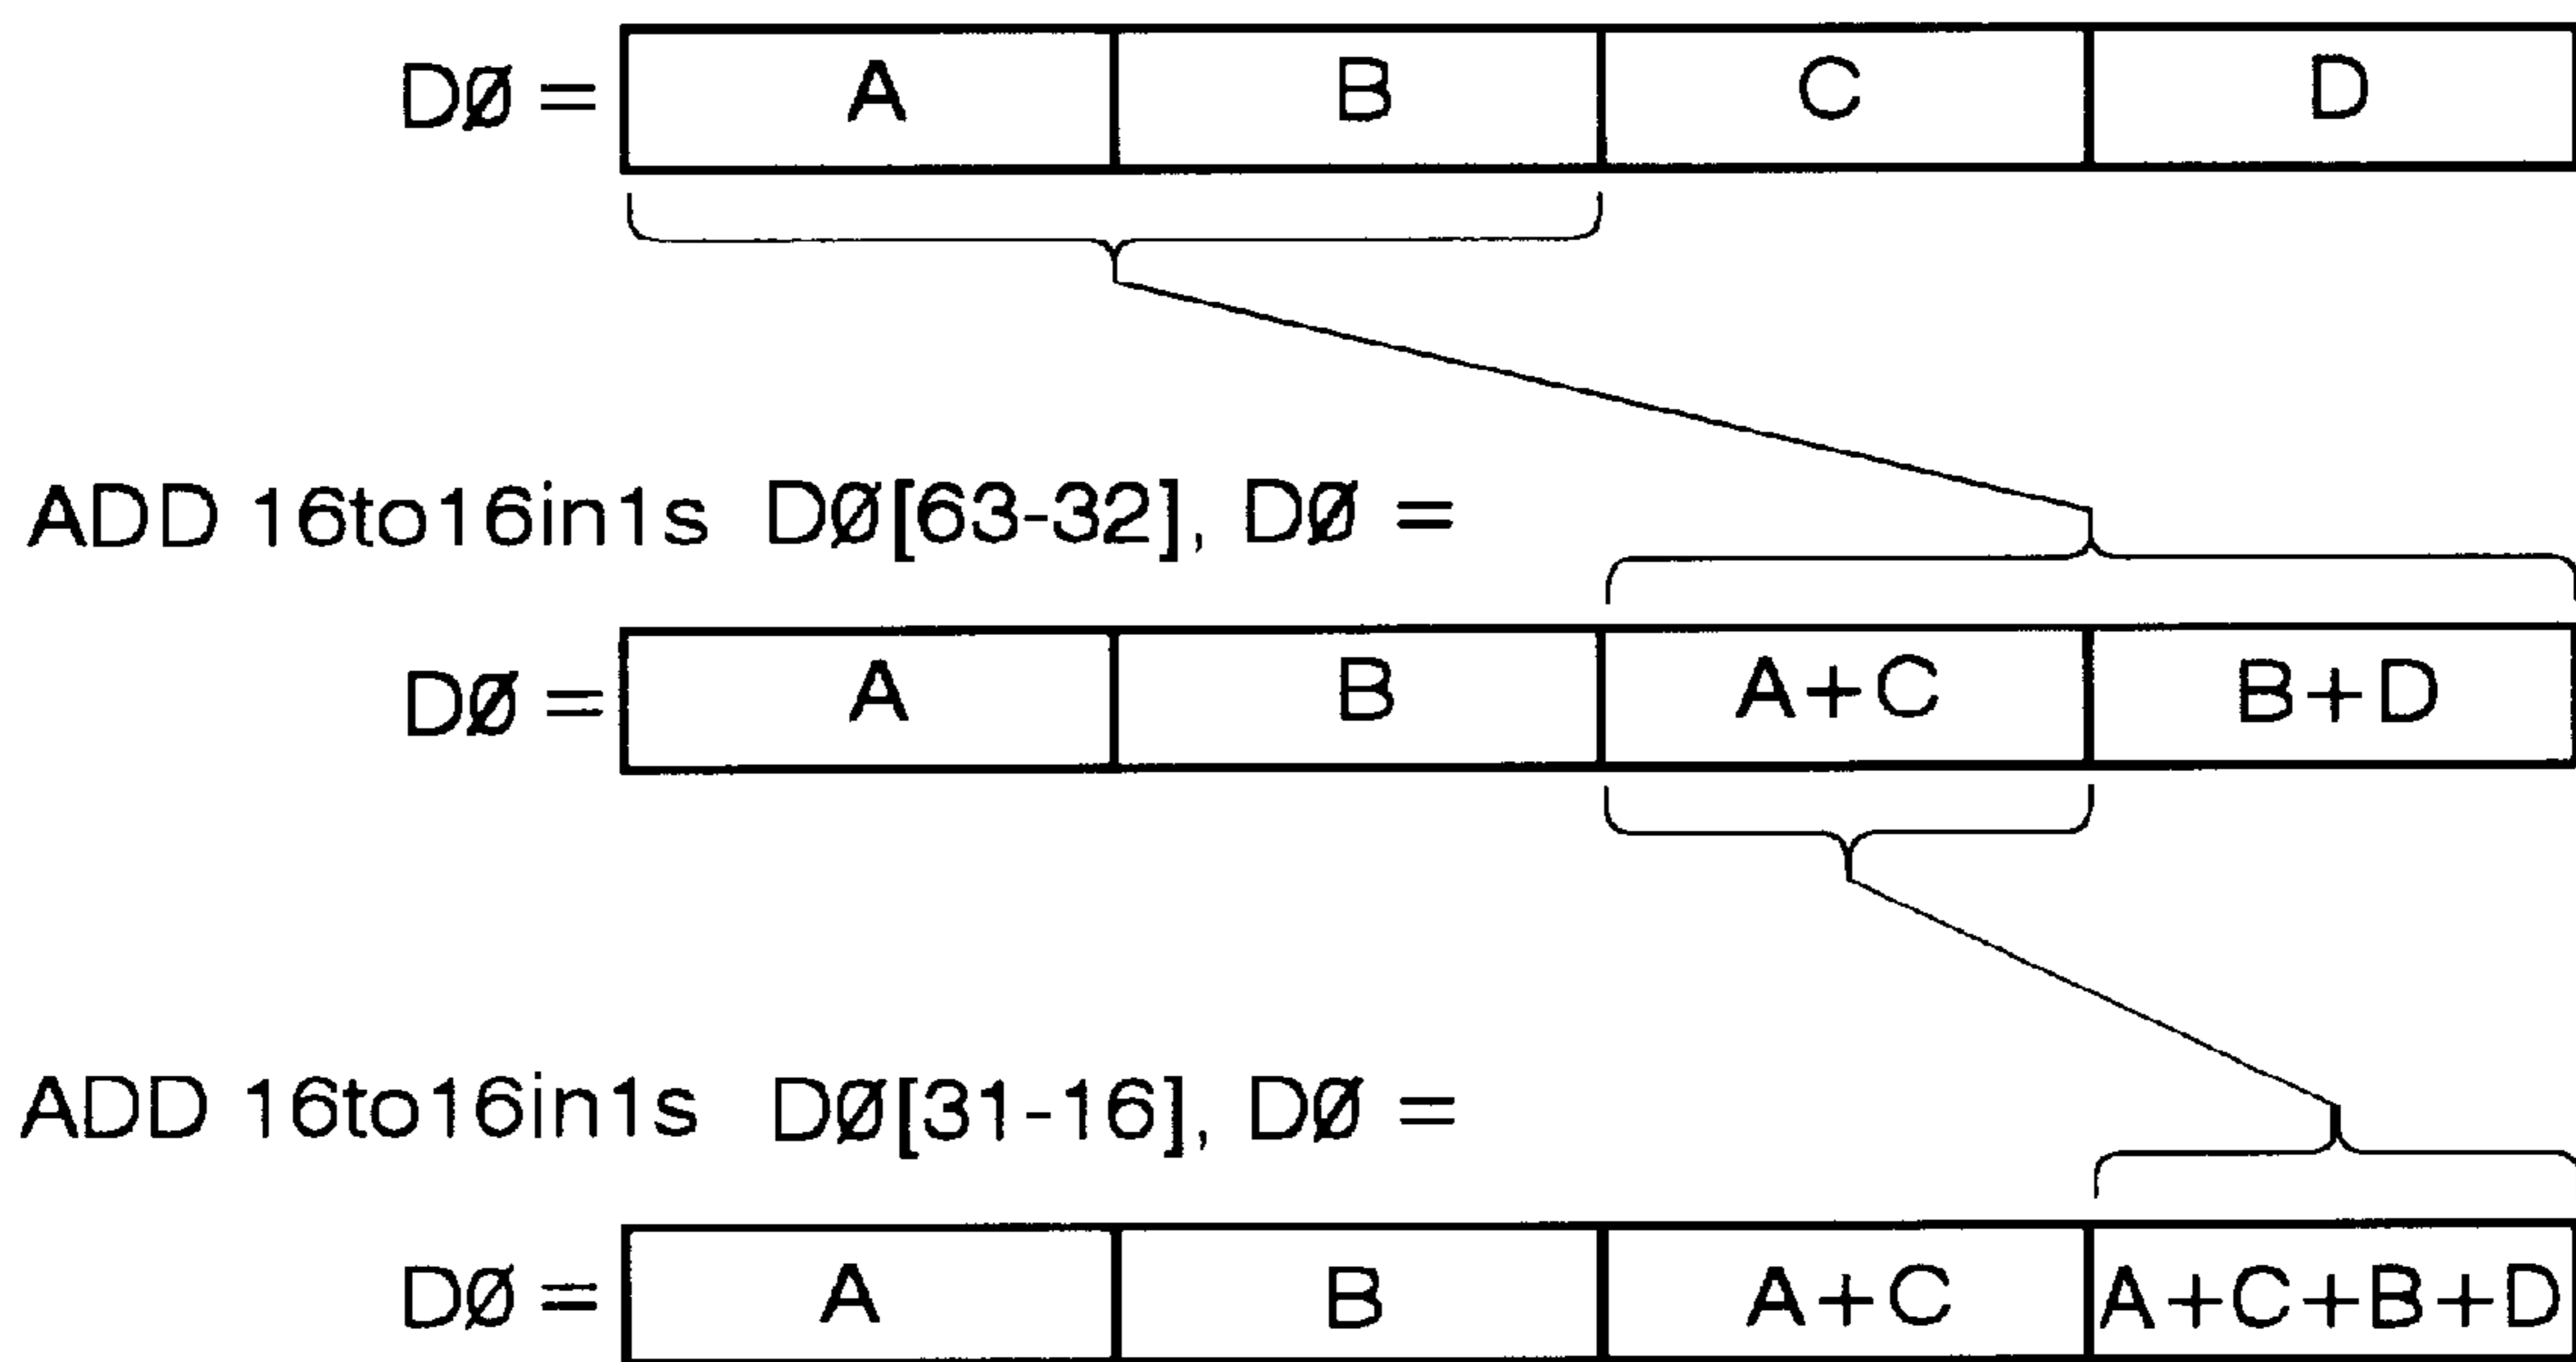 DØ = A B C D
ADD 16to16in1s DØ[63-32], DØ =
DØ = A B A+C B+D
ADD 16to16in1s DØ[31-16], DØ =
DØ = A B A+C A+C+B+D